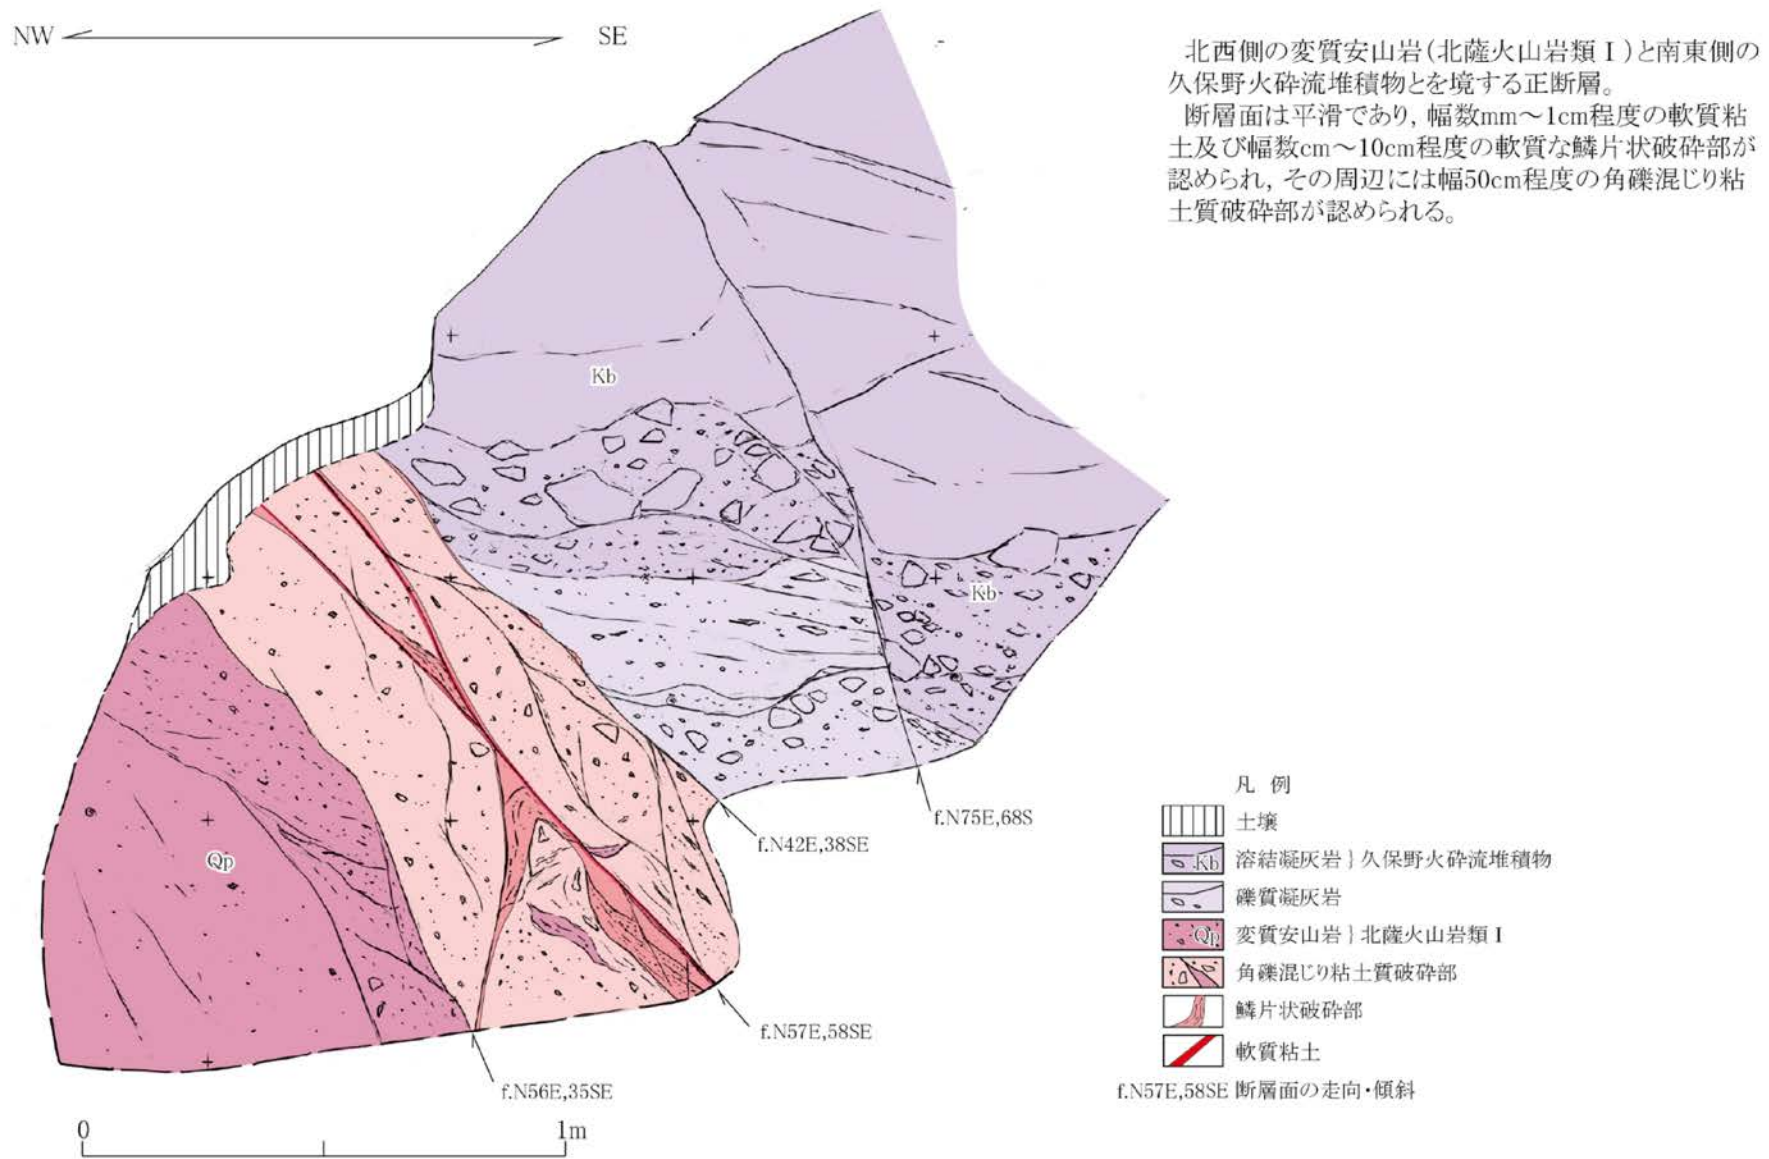 NW
SE
北西側の変質安山岩(北薩火山岩類Ⅰ)と南東側の
久保野火砕流堆積物とを境する正断層。
断層面は平滑であり，幅数mm～1cm程度の軟質粘
土及び幅数cm～10cm程度の軟質な鱗片状破砕部が
認められ，その周辺には幅50cm程度の角礫混じり粘
土質破砕部が認められる。
Kb
Kb
Qp
f.N75E,68S
f.N42E,38SE
f.N57E,58SE
f.N56E,35SE
0
1m
凡 例
土壌
Kb 溶結凝灰岩 } 久保野火砕流堆積物
礫質凝灰岩
Qp 変質安山岩 } 北薩火山岩類Ⅰ
角礫混じり粘土質破砕部
鱗片状破砕部
軟質粘土
f.N57E,58SE 断層面の走向・傾斜